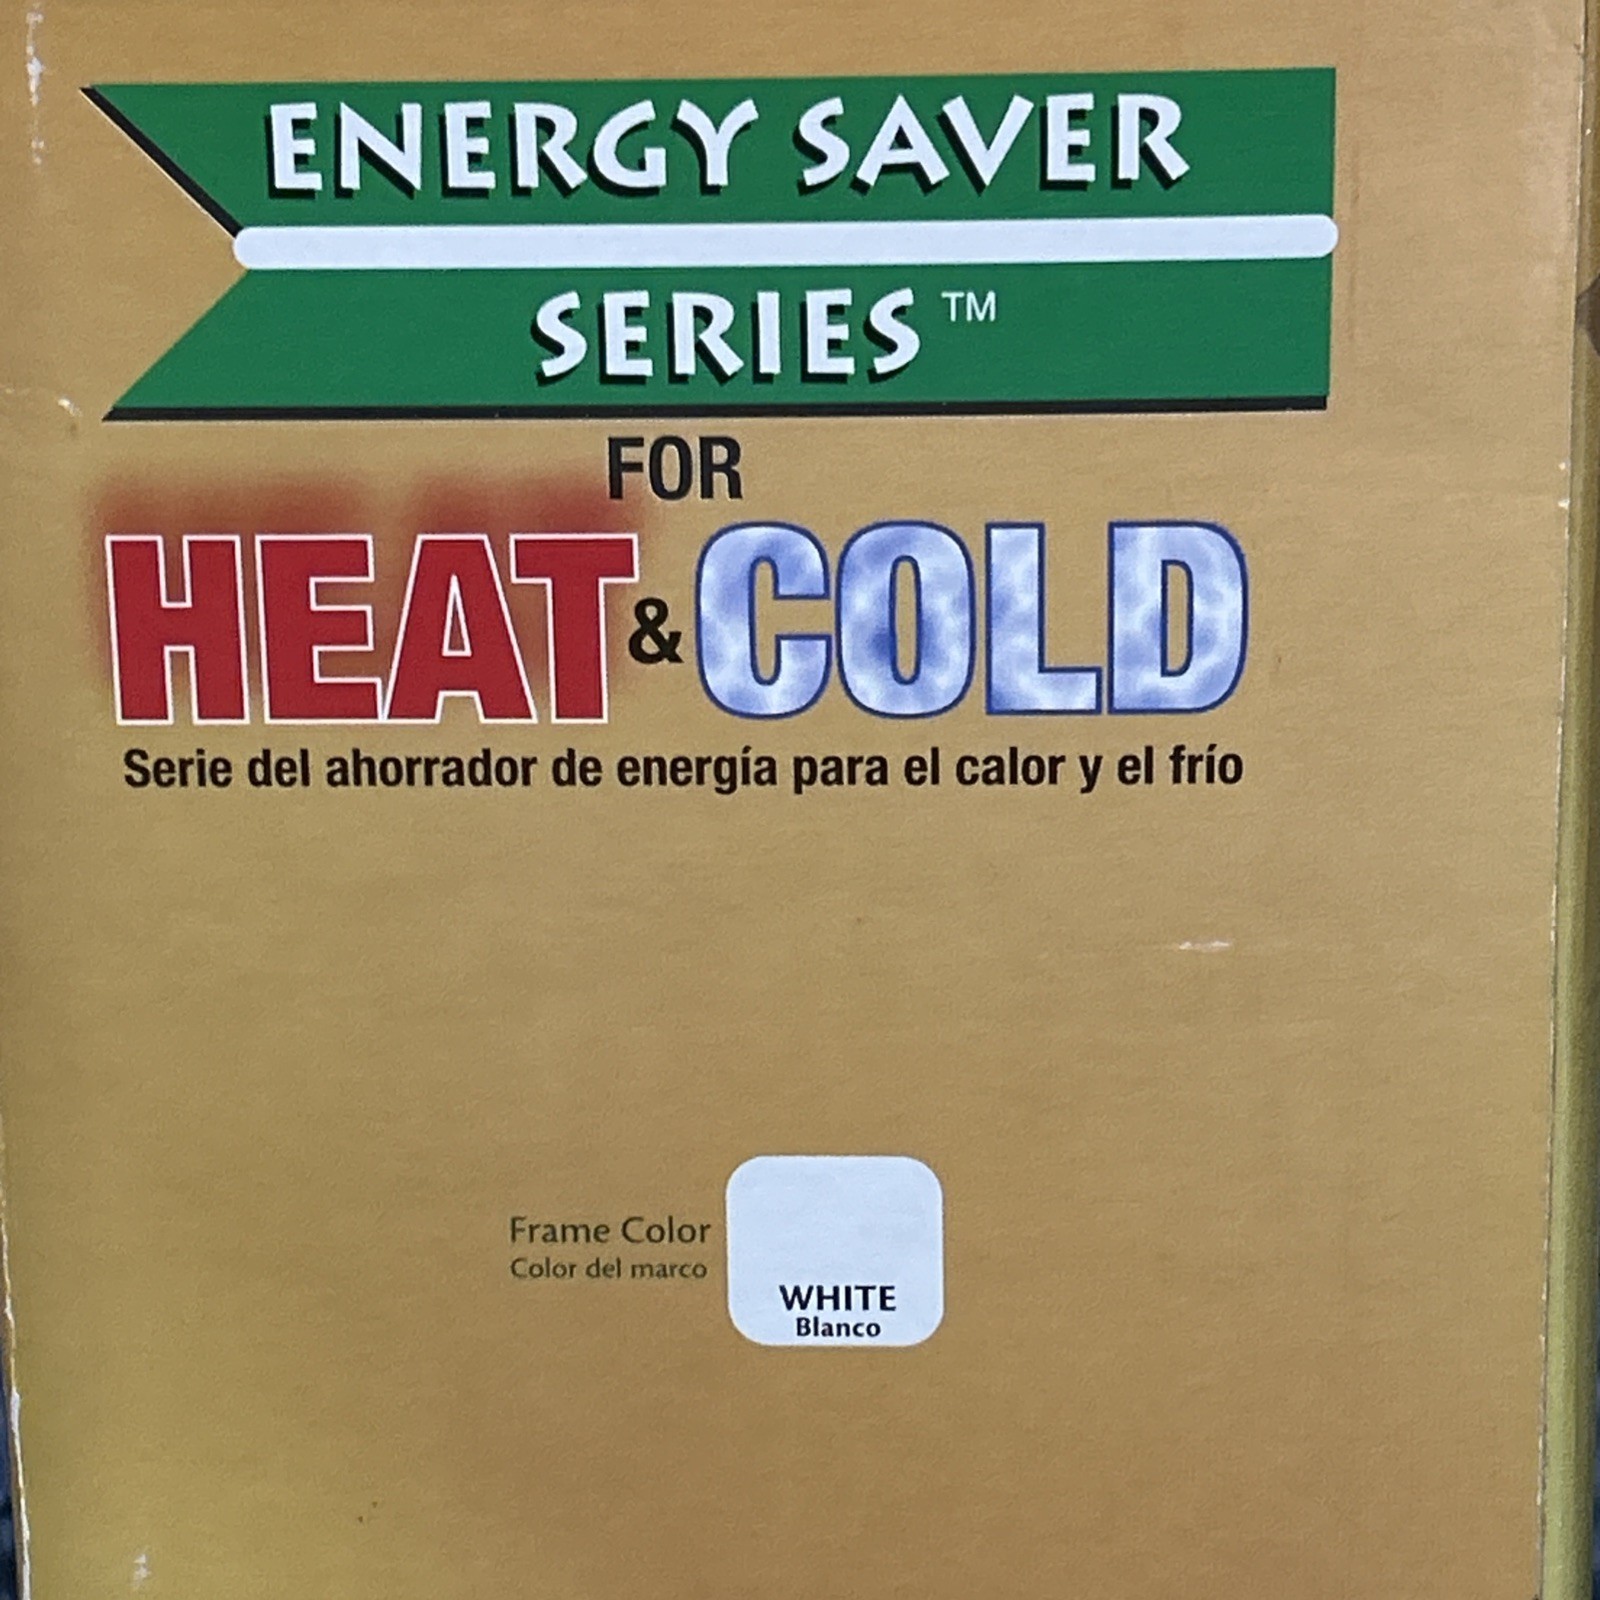 ENERGY SAVER
SERIES™
FOR
HEAT & COLD
Serie del ahorrador de energía para el calor y el frío
Frame Color
Color del marco
WHITE
Blanco